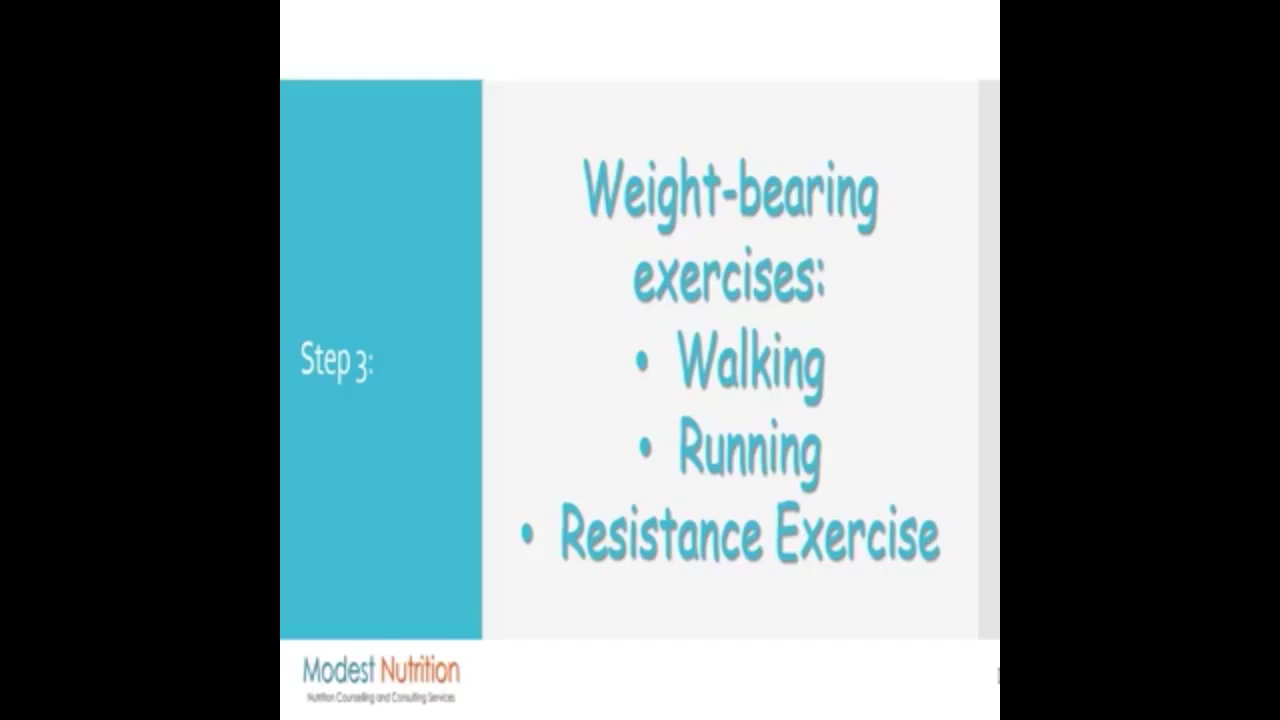 Step 3:
Weight-bearing
exercises:
• Walking
• Running
• Resistance Exercise
Modest Nutrition
Nutrition Counselling and Consulting Services